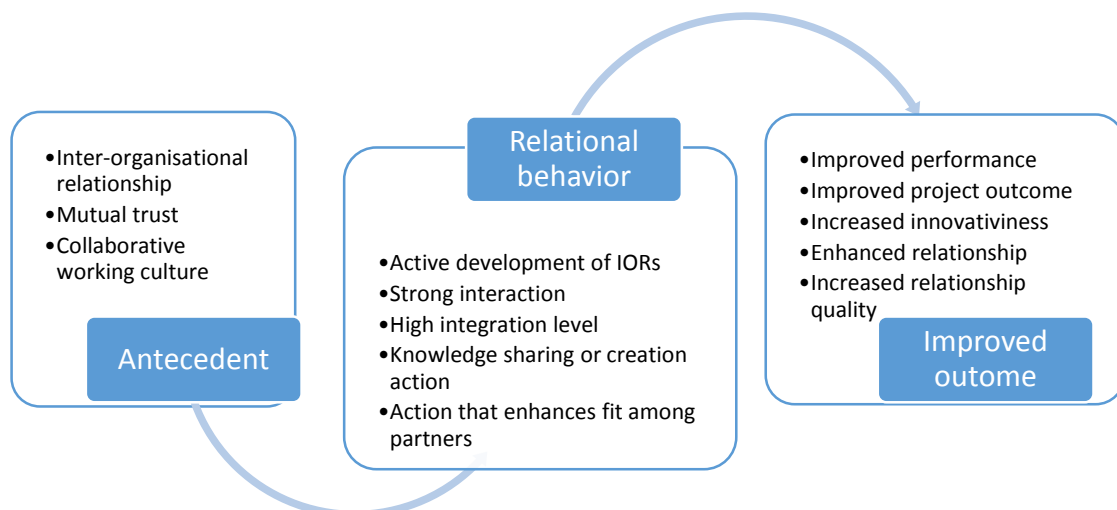 •Inter-organisational
relationship
•Mutual trust
•Collaborative
working culture
Antecedent
Relational
behavior
•Active development of IORs
•Strong interaction
•High integration level
•Knowledge sharing or creation
action
•Action that enhances fit among
partners
•Improved performance
•Improved project outcome
•Increased innovativiness
•Enhanced relationship
•Increased relationship
quality
Improved
outcome